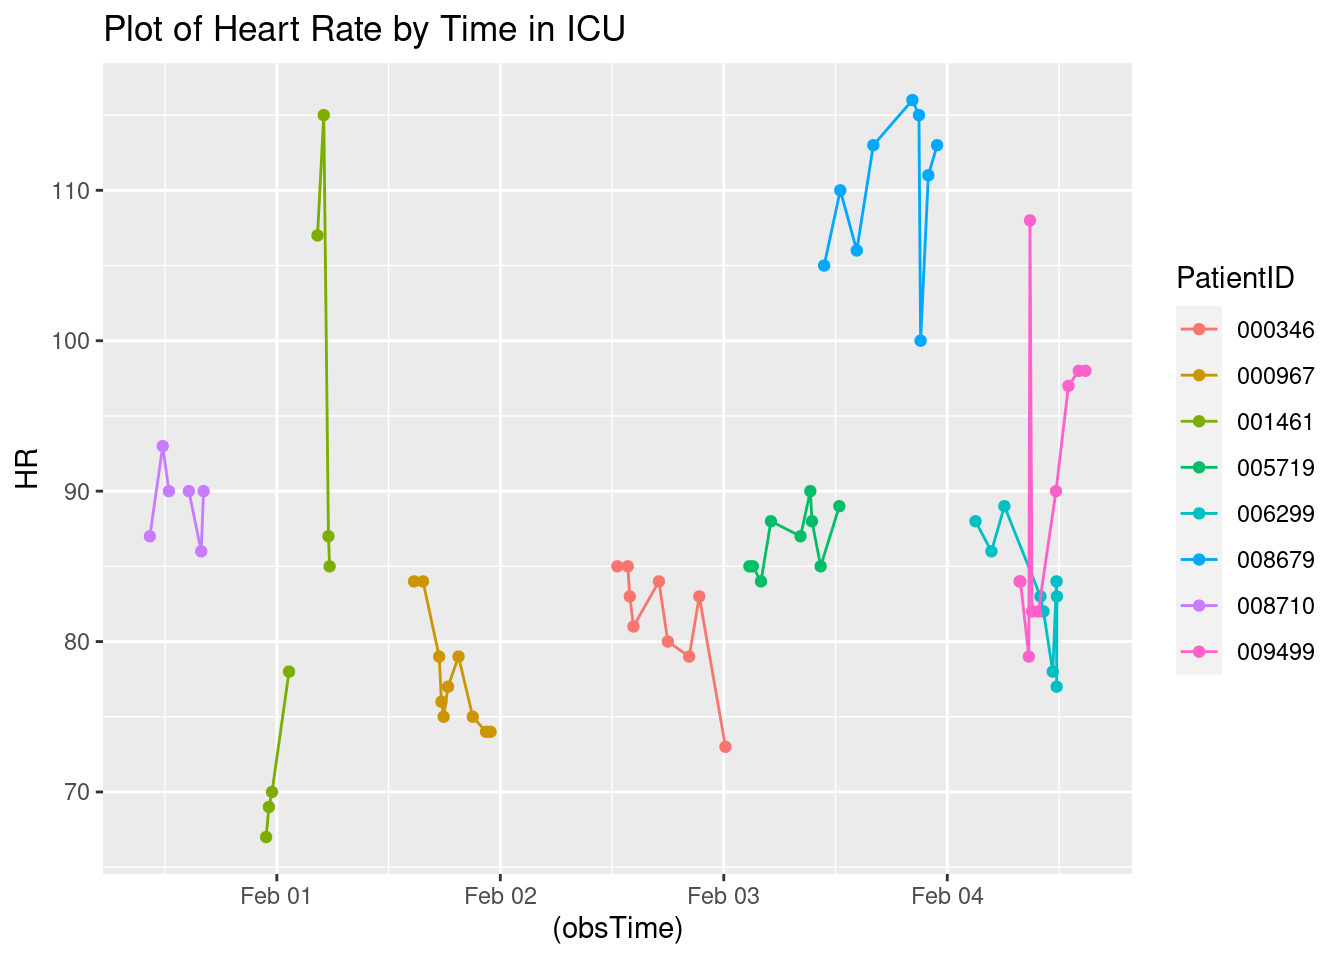 Plot of Heart Rate by Time in ICU
110
100
90
80
70
HR
Feb 01
Feb 02
Feb 03
Feb 04
(obsTime)
PatientID
000346
000967
001461
005719
006299
008679
008710
009499